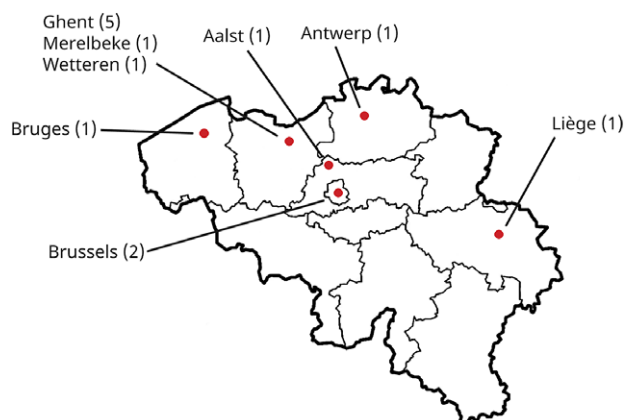 Ghent (5)
Merelbeke (1)
Wetteren (1)
Aalst (1)
Antwerp (1)
Bruges (1)
Liège (1)
Brussels (2)